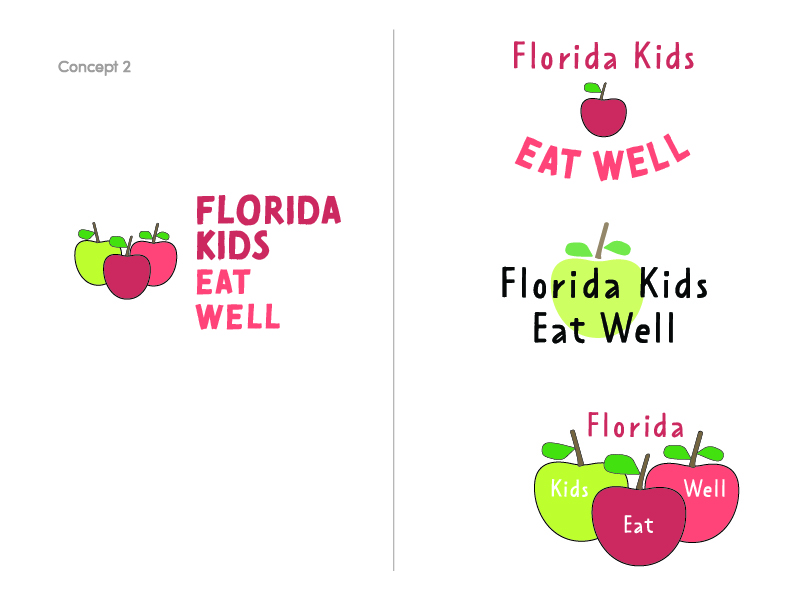 Concept 2
FLORIDA
KIDS
EAT
WELL
Florida Kids
EAT WELL
Florida Kids
Eat Well
Florida
Kids
Eat
Well